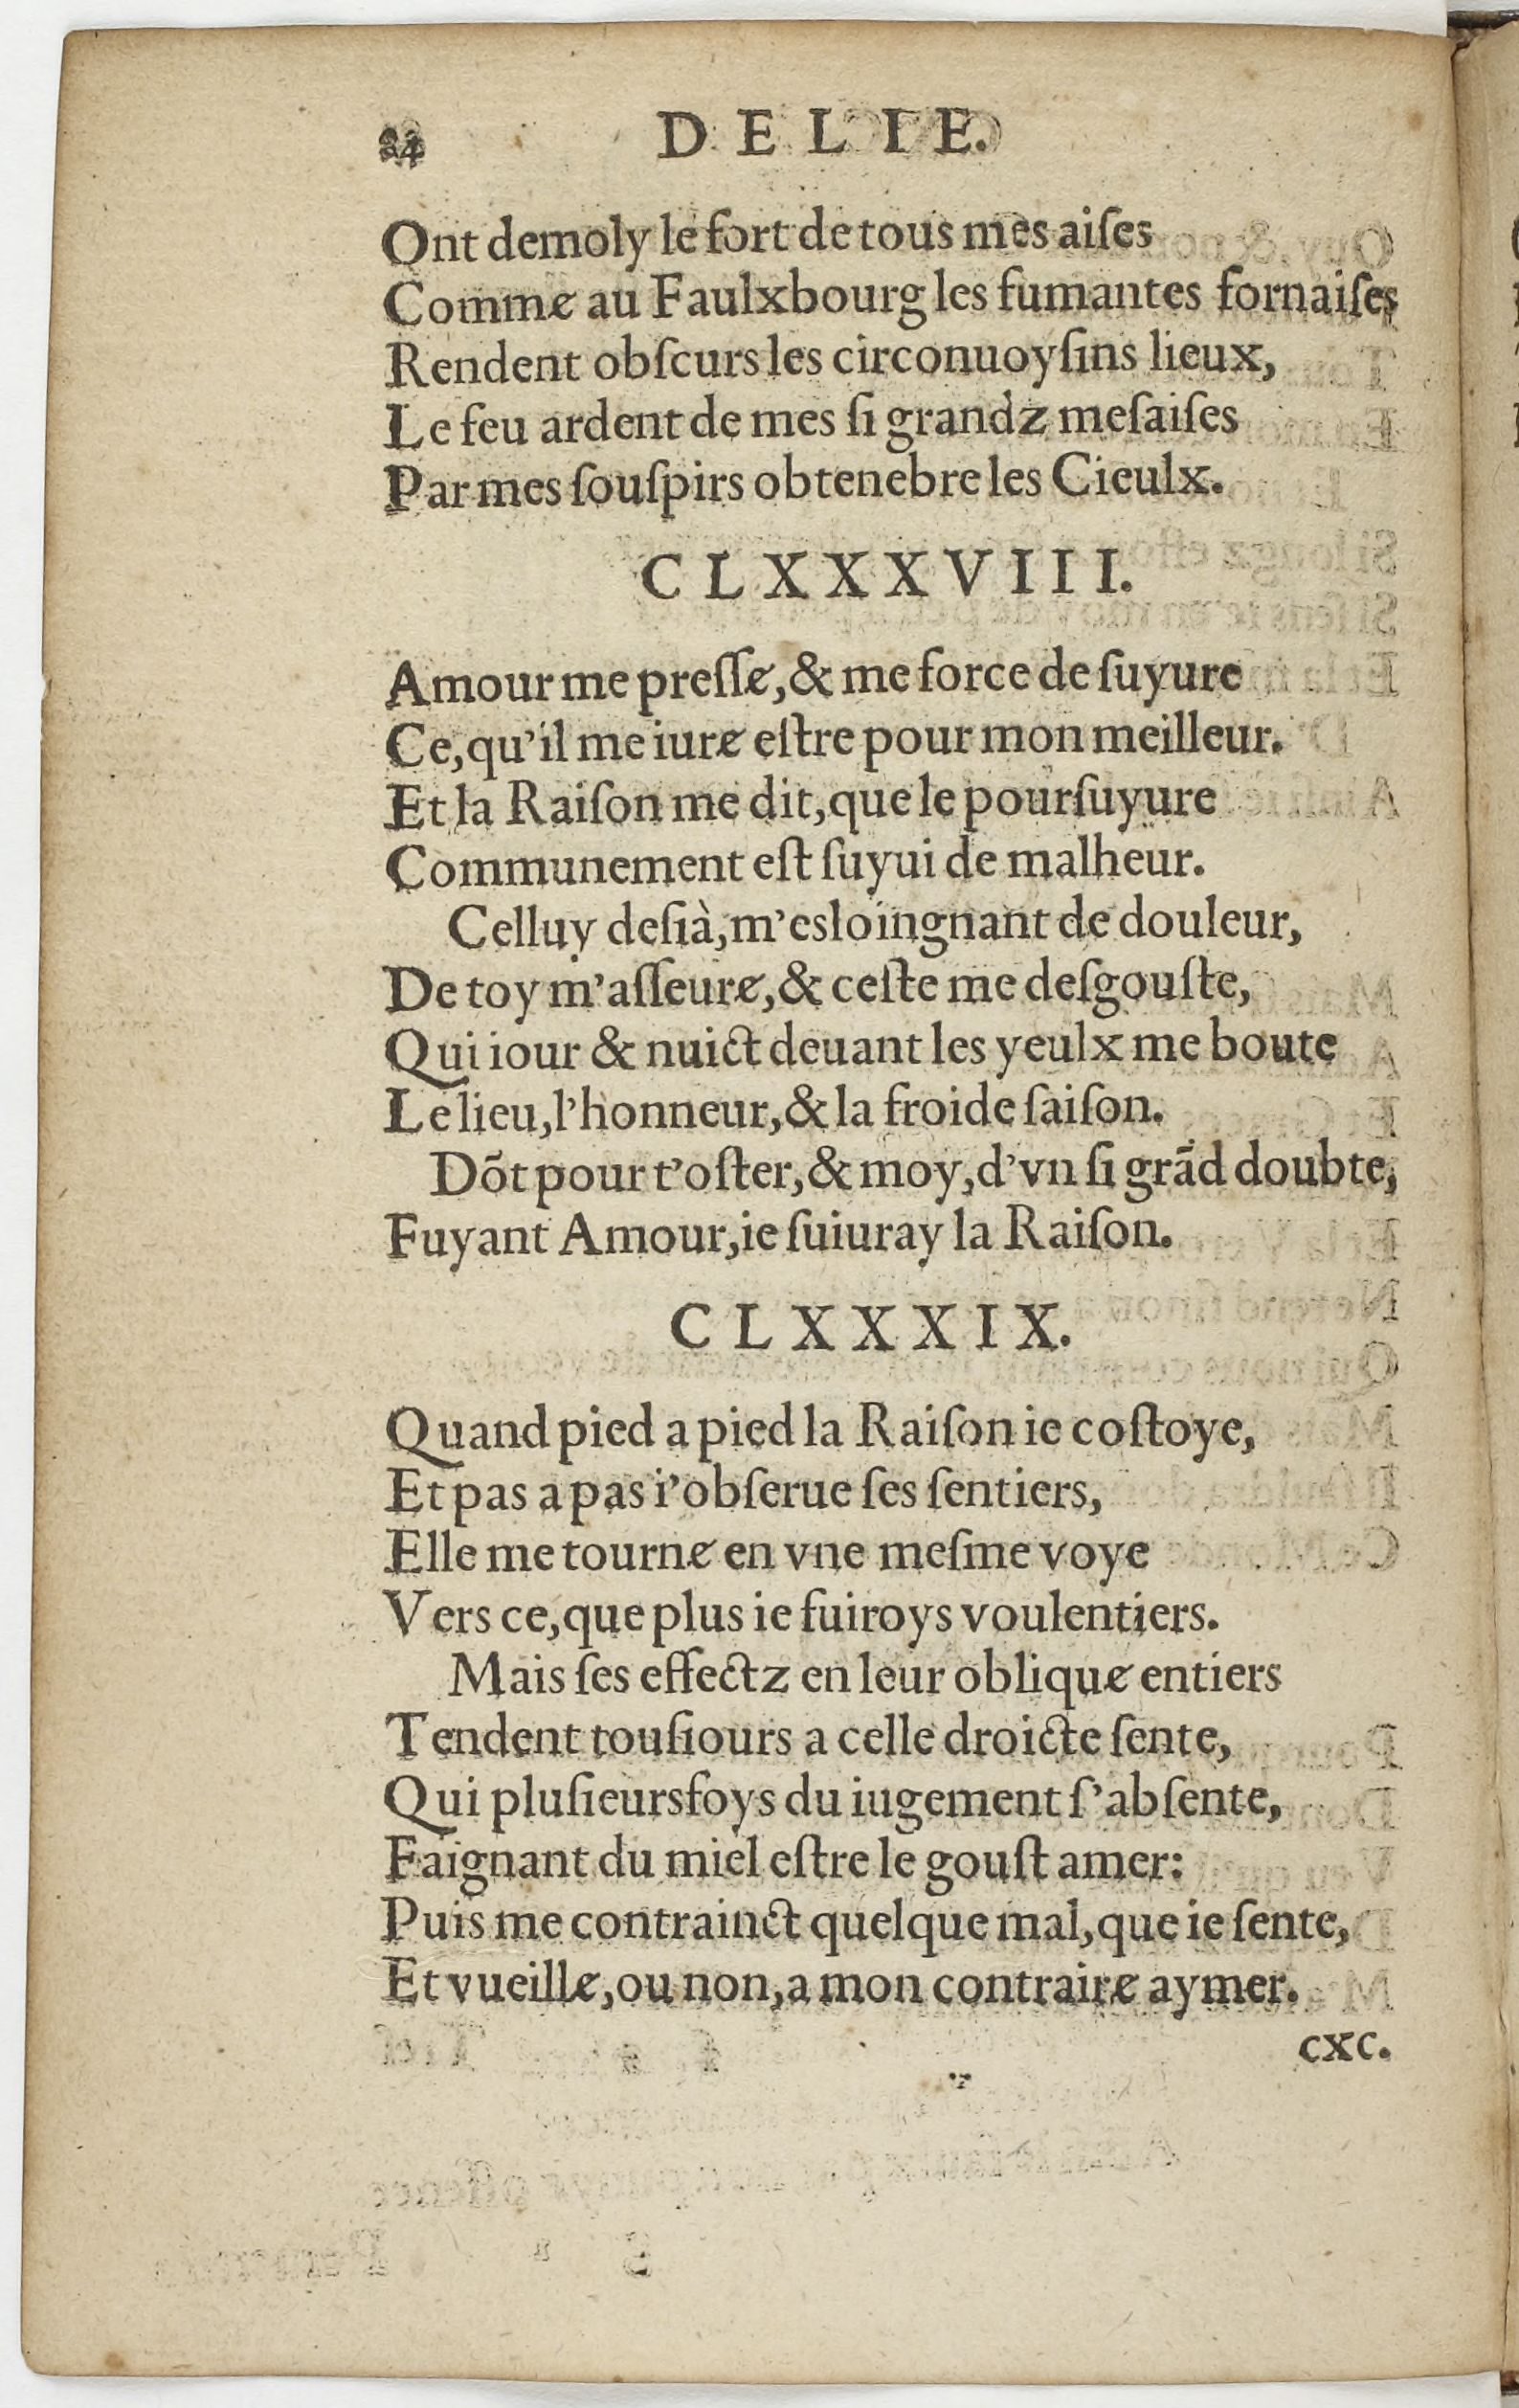 DELIE.
Ont demoly le fort de tous mes aiſes
Comme au Faulxbourg les fumantes fornaiſes
Rendent obſcurs les circonuoyſins lieux,
Le feu ardent de mes ſi grandz meſaiſes
Par mes ſouſpirs obtenebre les Cieulx.
CLXXXVIII.
Amour me preſſe, & me force de ſuyure
Ce, qu'il me iure eſtre pour mon meilleur.
Et la Raiſon me dit, que le pourſuyure
Communement eſt ſuyui de malheur.
Celluy deſià, m'esloingnant de douleur,
De toy m'aſſeure, & ceſte me deſgouſte,
Qui iour & nuict deuant les yeulx me boute
Le lieu, l'honneur, & la froide ſaiſon.
Dõt pour t'oſter, & moy, d'vn ſi grãd doubte,
Fuyant Amour, ie ſuiuray la Raiſon.
CLXXXIX.
Quand pied a pied la Raiſon ie coſtoye,
Et pas a pas i'obſerue ſes ſentiers,
Elle me tourne en vne meſme voye
Vers ce, que plus ie fuiroys voulentiers.
Mais ſes effectz en leur oblique entiers
Tendent touſiours a celle droicte ſente,
Qui pluſieursfoys du iugement ſ'abſente,
Faignant du miel eſtre le gouſt amer:
Puis me contrainct quelque mal, que ie ſente,
Et vueille, ou non, a mon contraire aymer.
CXC.